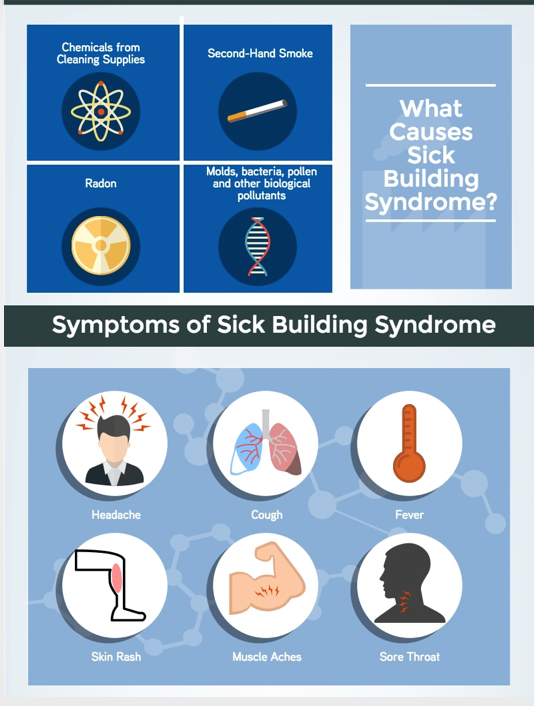 Chemicals from
Cleaning Supplies
Second-Hand Smoke
Radon
Molds, bacteria, pollen
and other biological
pollutants
What
Causes
Sick
Building
Syndrome?
Symptoms of Sick Building Syndrome
Headache
Cough
Fever
Skin Rash
Muscle Aches
Sore Throat